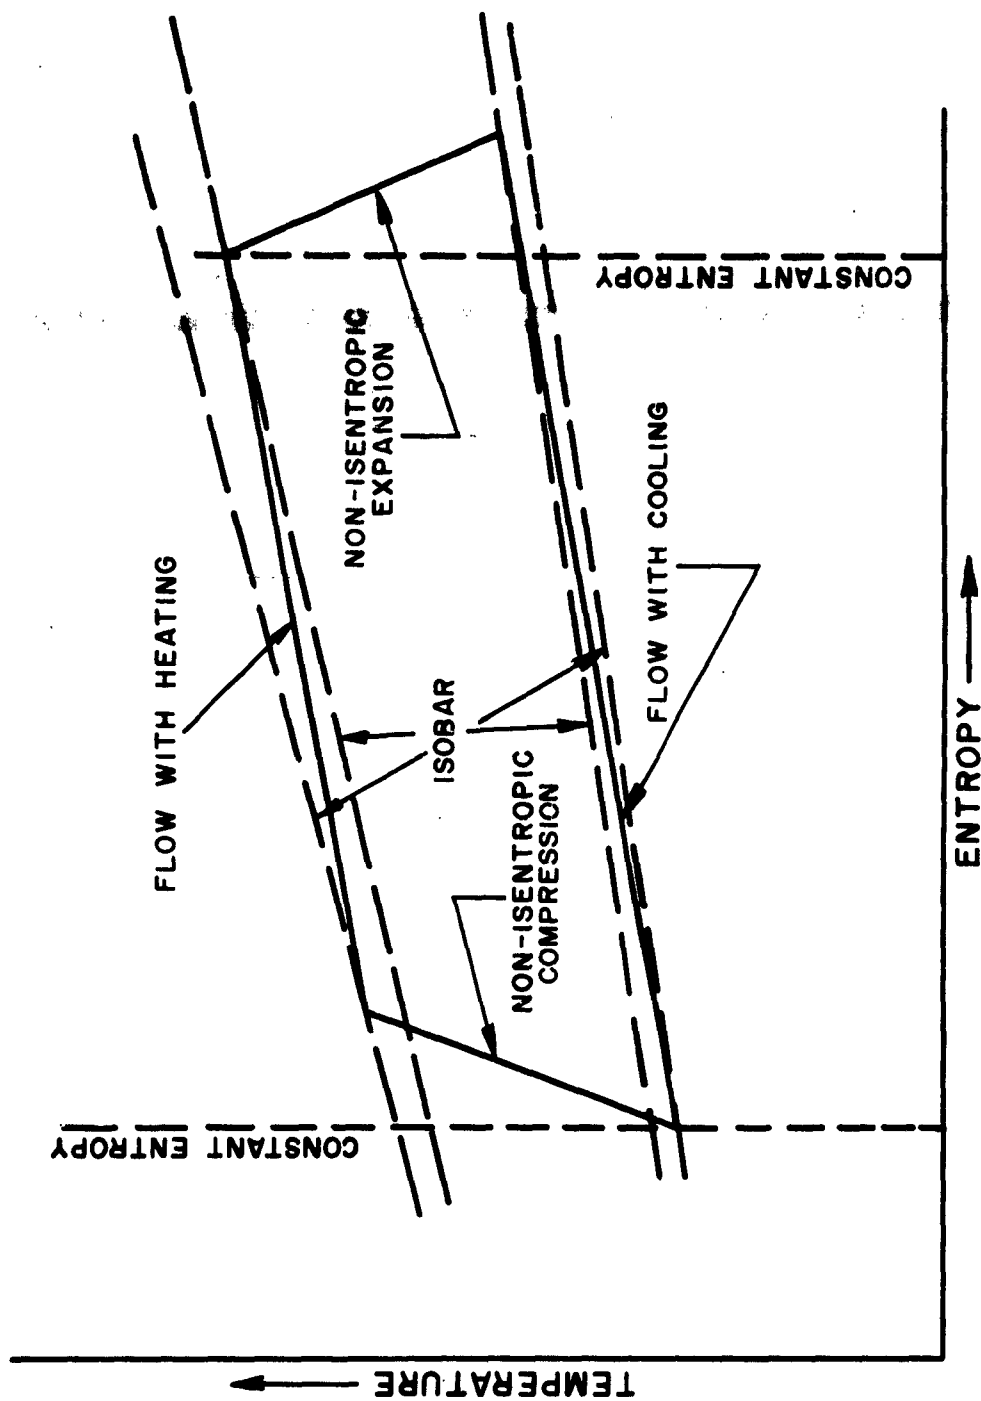 FLOW WITH HEATING
CONSTANT ENTROPY
NON-ISENTROPIC
EXPANSION
ISOBAR
NON-ISENTROPIC
COMPRESSION
FLOW WITH COOLING
CONSTANT ENTROPY
TEMPERATURE
ENTROPY